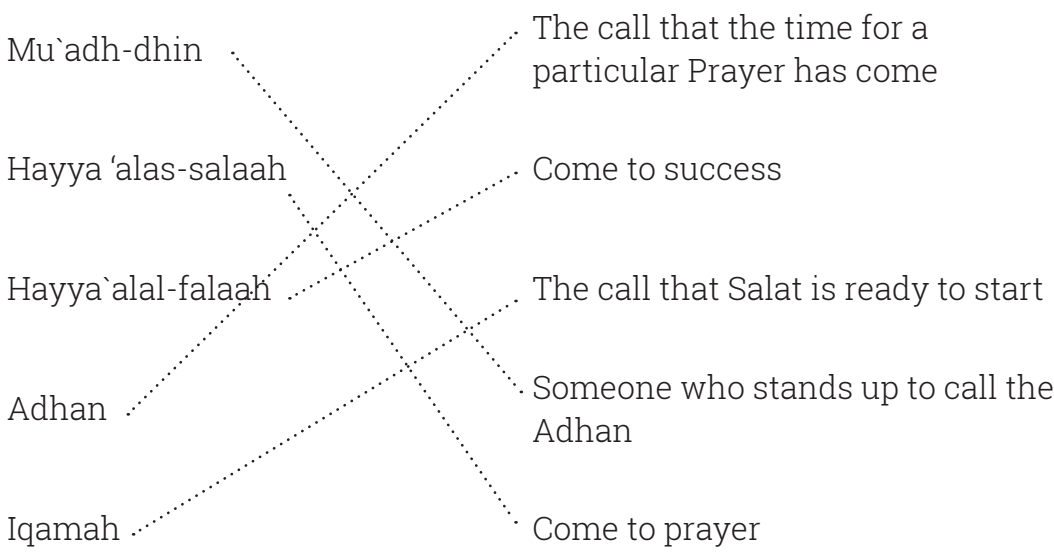 Mu`adh-dhin
Hayya ‘alas-salaah
Hayya`alal-falaah
Adhan
Iqamah
The call that the time for a
particular Prayer has come
Come to success
The call that Salat is ready to start
Someone who stands up to call the
Adhan
Come to prayer